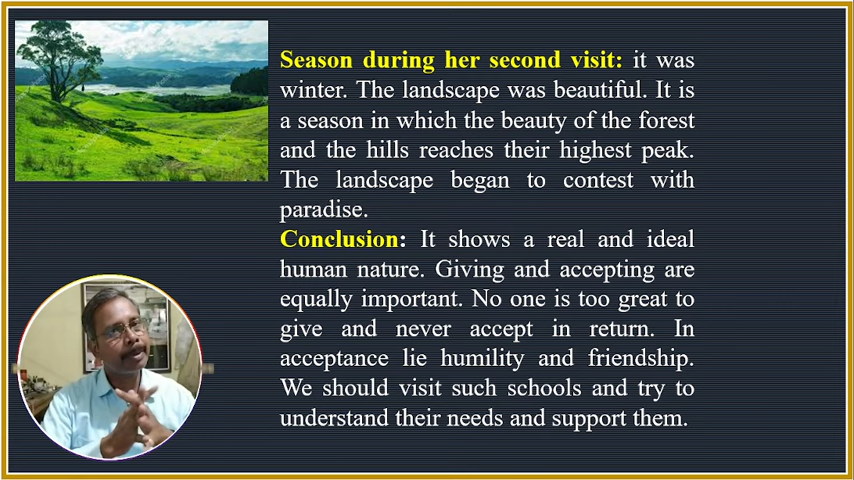 Season during her second visit: it was
winter. The landscape was beautiful. It is
a season in which the beauty of the forest
and the hills reaches their highest peak.
The landscape began to contest with
paradise.
Conclusion: It shows a real and ideal
human nature. Giving and accepting are
equally important. No one is too great to
give and never accept in return. In
acceptance lie humility and friendship.
We should visit such schools and try to
understand their needs and support them.